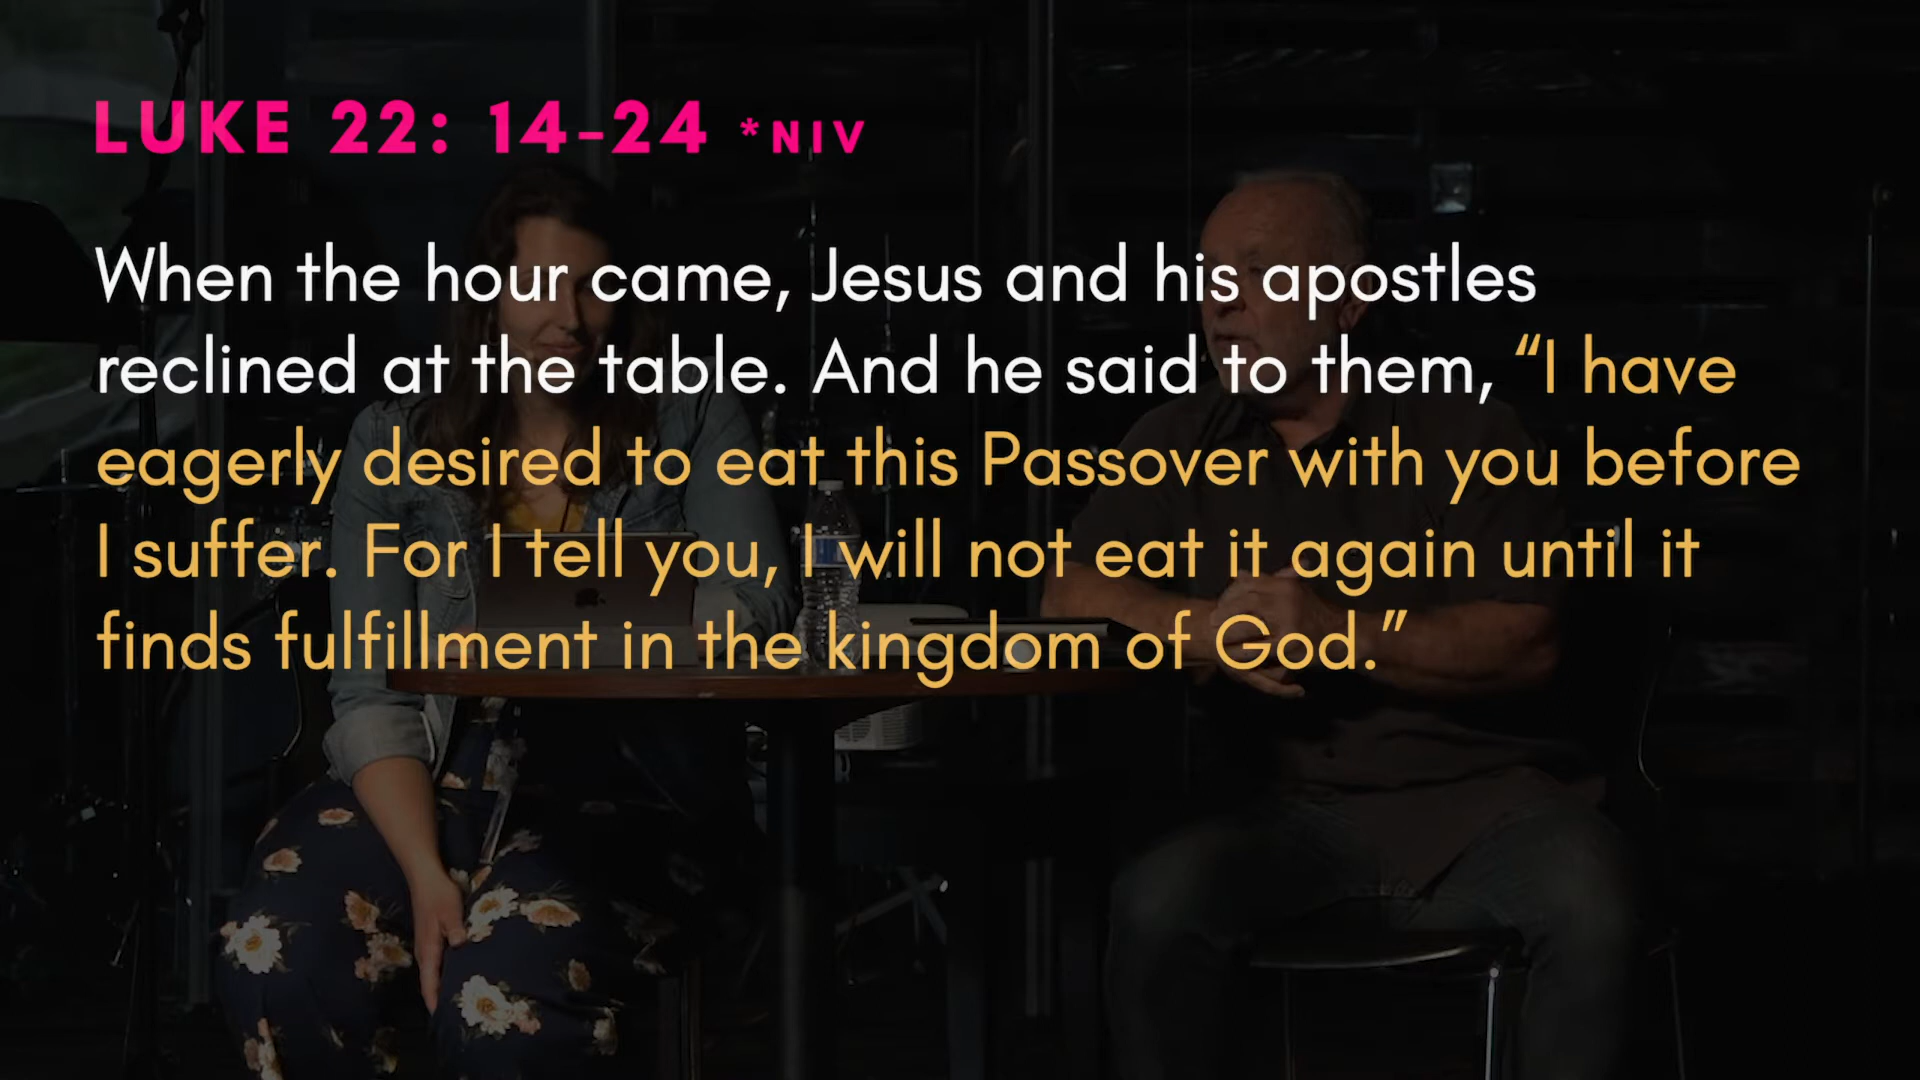 LUKE 22: 14-24 *NIV
When the hour came, Jesus and his apostles
reclined at the table. And he said to them, “I have
eagerly desired to eat this Passover with you before
I suffer. For I tell you, I will not eat it again until it
finds fulfillment in the kingdom of God.”